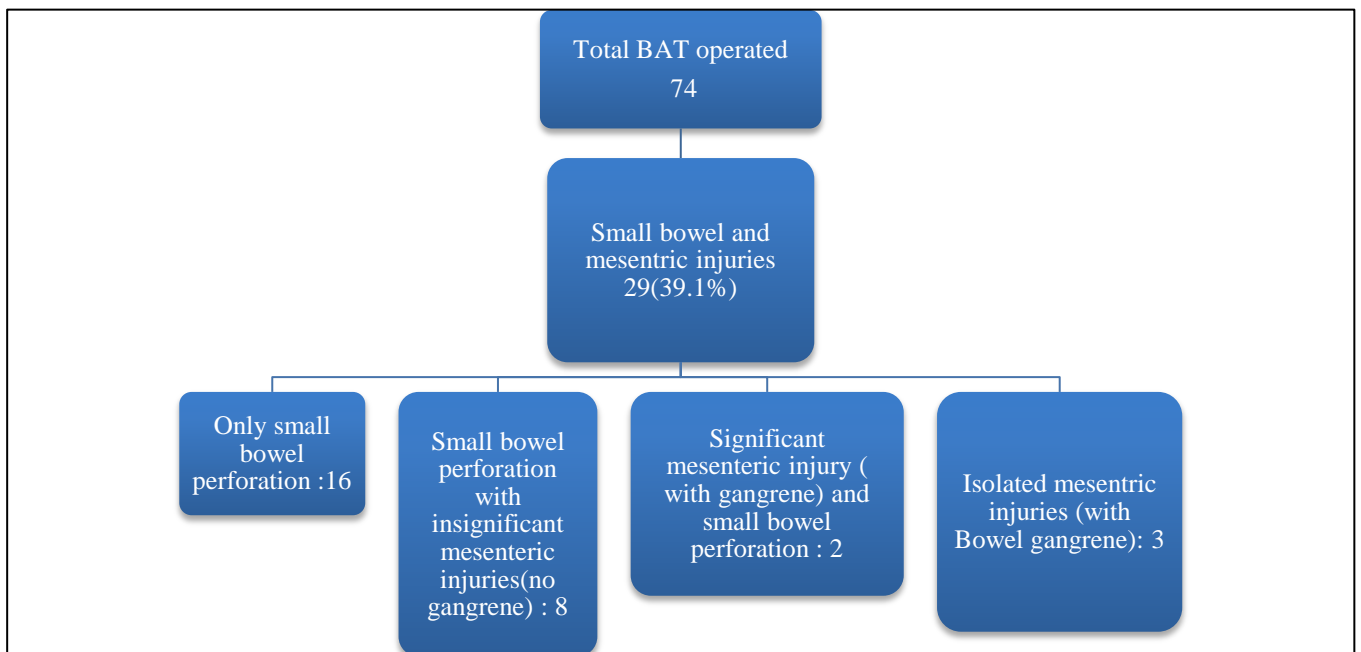 Total BAT operated
74
Small bowel and
mesentric injuries
29(39.1%)
Only small
bowel
perforation :16
Small bowel
perforation
with
insignificant
mesenteric
injuries(no
gangrene) : 8
Significant
mesenteric injury (
with gangrene) and
small bowel
perforation : 2
Isolated mesentric
injuries (with
Bowel gangrene): 3